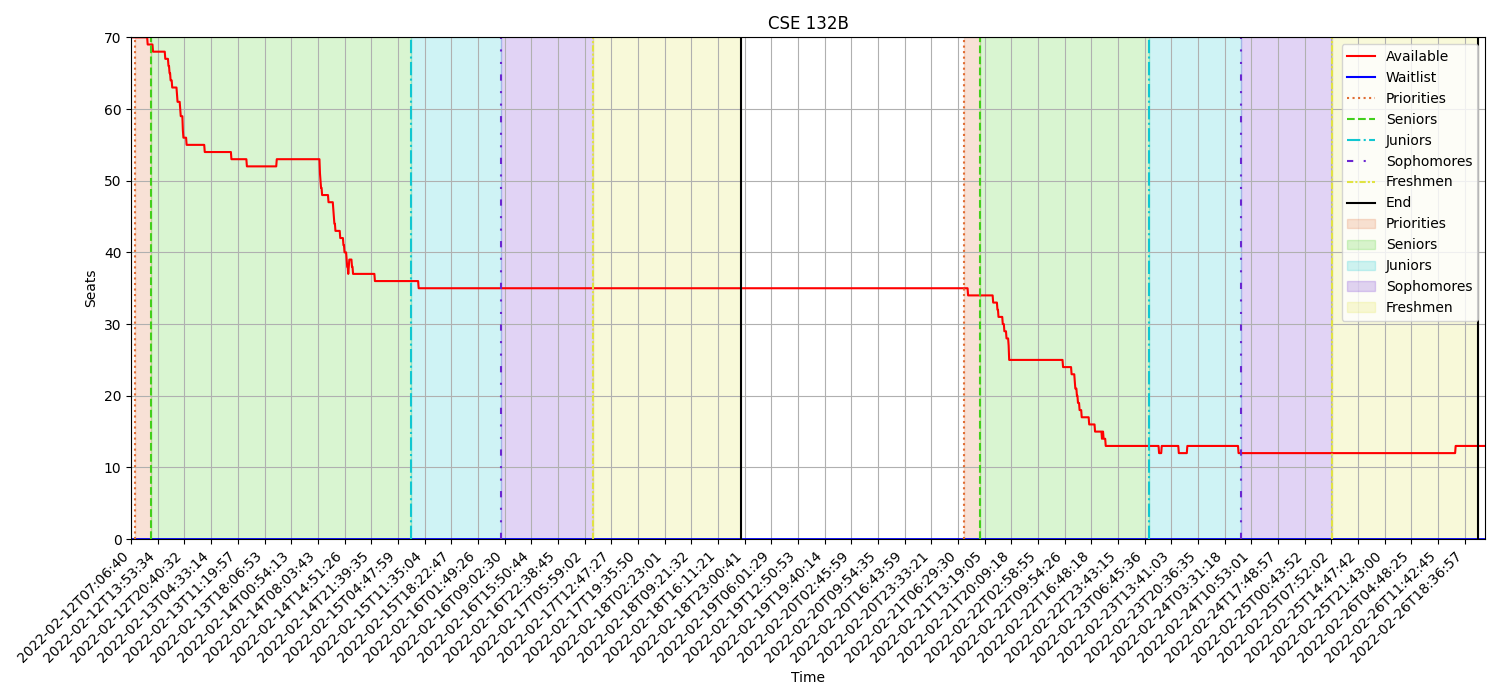 CSE 132B
70
60
50
40
30
20
10
0
Seats
Available
Waitlist
Priorities
Seniors
Juniors
Sophomores
Freshmen
End
Priorities
Seniors
Juniors
Sophomores
Freshmen
2022-02-12T07:06:40
2022-02-12T13:53:34
2022-02-12T20:40:32
2022-02-13T04:33:14
2022-02-13T11:19:57
2022-02-13T18:06:53
2022-02-14T00:54:13
2022-02-14T08:03:43
2022-02-14T14:51:26
2022-02-14T21:39:35
2022-02-15T04:47:59
2022-02-15T11:35:04
2022-02-15T18:22:47
2022-02-16T01:49:26
2022-02-16T09:02:30
2022-02-16T15:50:44
2022-02-16T22:38:45
2022-02-17T05:59:02
2022-02-17T12:47:27
2022-02-17T19:35:50
2022-02-18T02:23:01
2022-02-18T09:21:32
2022-02-18T16:11:21
2022-02-18T23:00:41
2022-02-19T06:01:29
2022-02-19T12:50:53
2022-02-19T19:40:14
2022-02-20T02:45:59
2022-02-20T09:54:35
2022-02-20T16:43:59
2022-02-20T23:33:21
2022-02-21T06:29:30
2022-02-21T13:19:05
2022-02-21T20:09:18
2022-02-22T02:58:55
2022-02-22T09:54:26
2022-02-22T16:48:18
2022-02-22T23:43:15
2022-02-23T06:45:36
2022-02-23T13:41:03
2022-02-23T20:36:35
2022-02-24T03:31:18
2022-02-24T10:53:01
2022-02-24T17:48:57
2022-02-25T00:43:52
2022-02-25T07:52:02
2022-02-25T14:47:42
2022-02-25T21:43:00
2022-02-26T04:48:25
2022-02-26T11:42:45
2022-02-26T18:36:57
Time